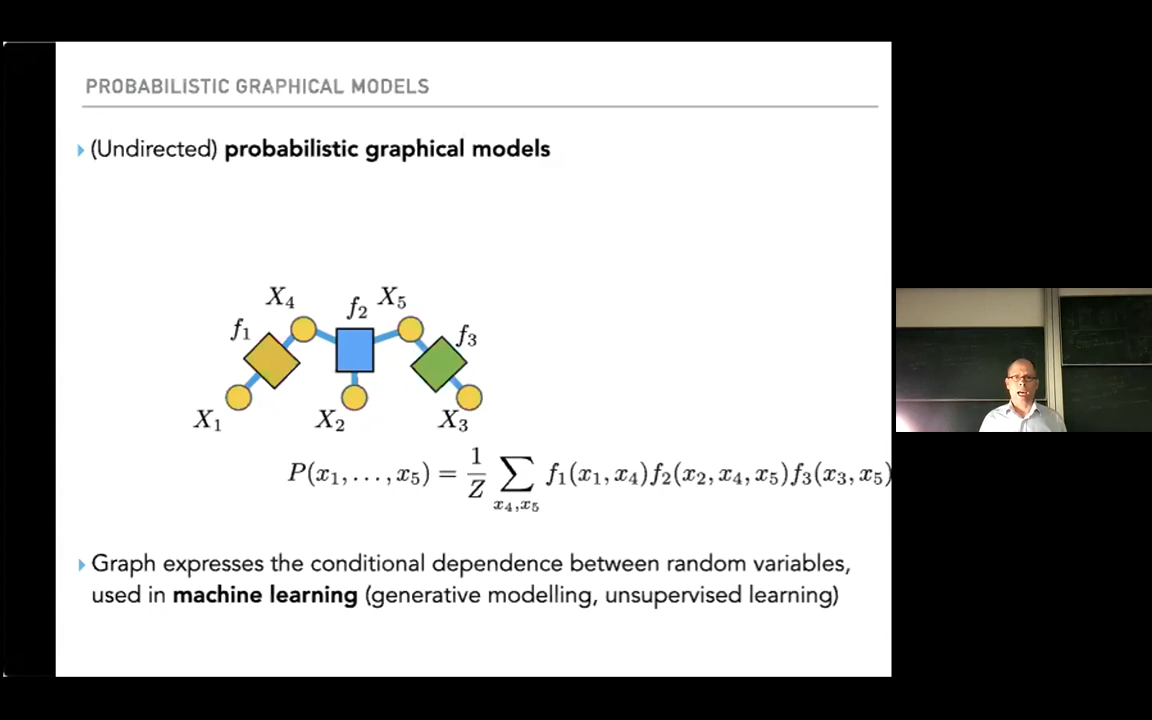 PROBABILISTIC GRAPHICAL MODELS
(Undirected) probabilistic graphical models
X₄ f₂ X₅
f₁ f₃
X₁ X₂ X₃
P(x₁, . . . , x₅) = 1/Z ∑_{x₄,x₅} f₁(x₁, x₄)f₂(x₂, x₄, x₅)f₃(x₃, x₅)
Graph expresses the conditional dependence between random variables,
used in machine learning (generative modelling, unsupervised learning)